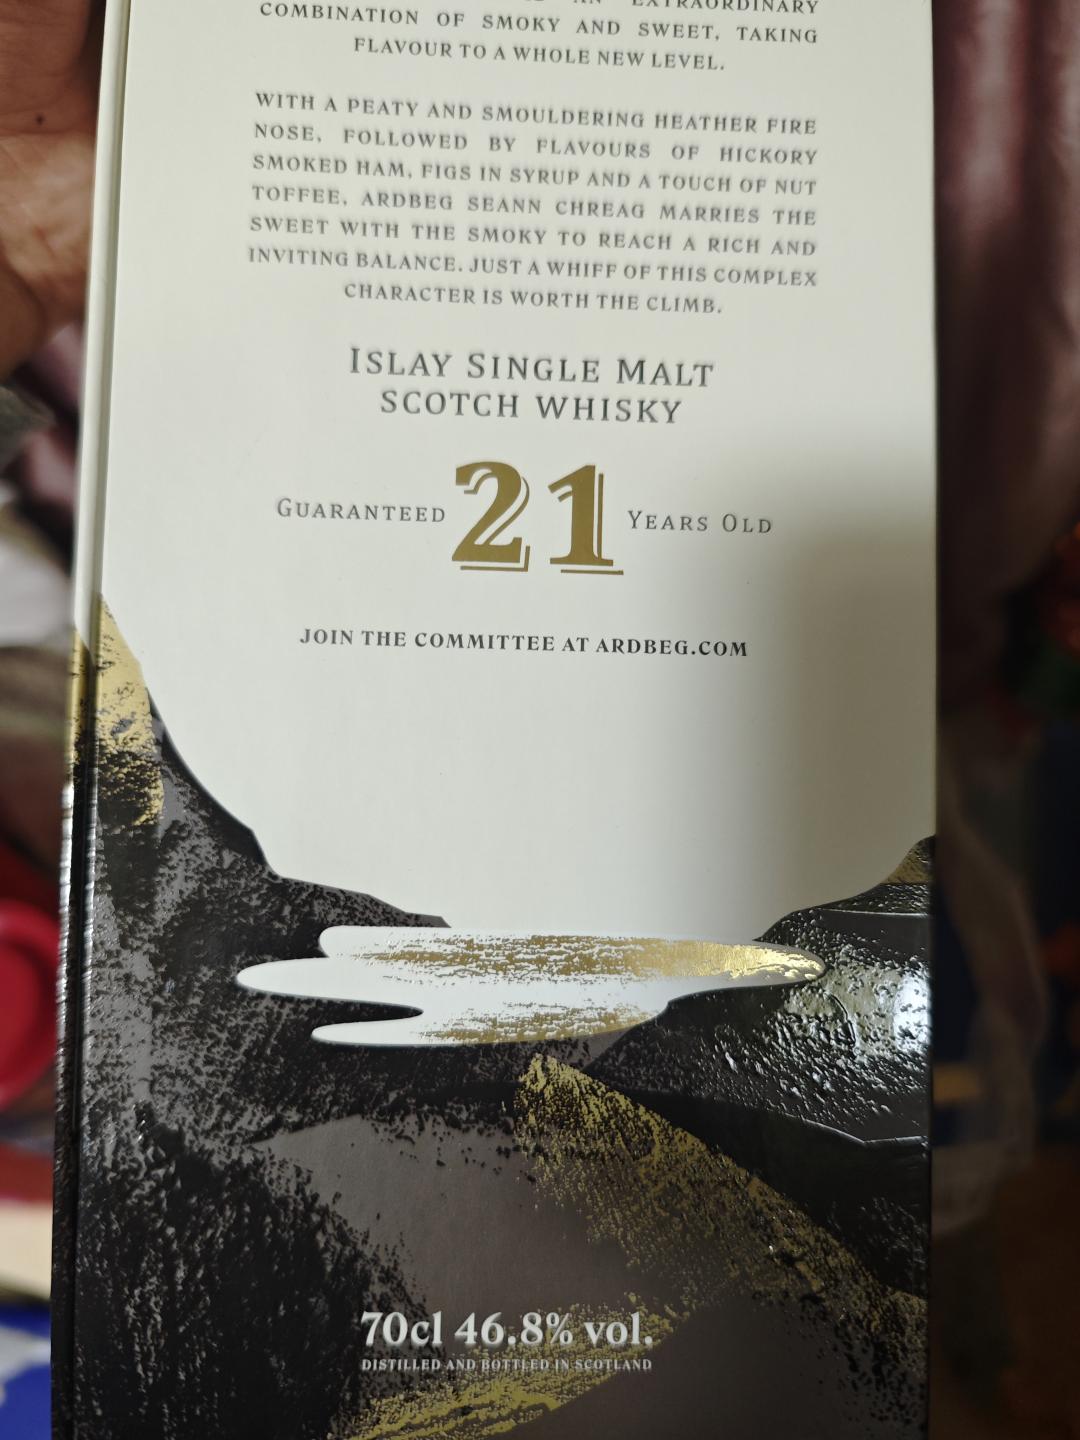 AN EXTRAORDINARY
COMBINATION OF SMOKY AND SWEET, TAKING
FLAVOUR TO A WHOLE NEW LEVEL.
WITH A PEATY AND SMOULDERING HEATHER FIRE
NOSE, FOLLOWED BY FLAVOURS OF HICKORY
SMOKED HAM, FIGS IN SYRUP AND A TOUCH OF NUT
TOFFEE, ARDBEG SEANN CHREAG MARRIES THE
SWEET WITH THE SMOKY TO REACH A RICH AND
INVITING BALANCE. JUST A WHIFF OF THIS COMPLEX
CHARACTER IS WORTH THE CLIMB.
ISLAY SINGLE MALT
SCOTCH WHISKY
GUARANTEED 21 YEARS OLD
JOIN THE COMMITTEE AT ARDBEG.COM
70cl 46.8% vol.
DISTILLED AND BOTTLED IN SCOTLAND